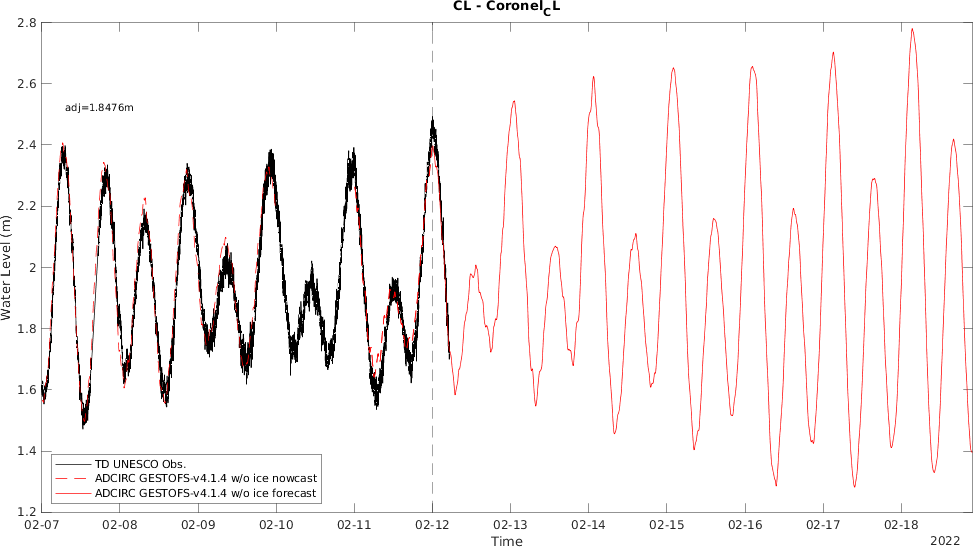 CL - Coronel_CL
2.8
2.6
2.4
2.2
2
1.8
1.6
1.4
1.2
Water Level (m)
adj=1.8476m
TD UNESCO Obs.
ADCIRC GESTOFS-v4.1.4 w/o ice nowcast
ADCIRC GESTOFS-v4.1.4 w/o ice forecast
02-07 02-08 02-09 02-10 02-11 02-12 02-13 02-14 02-15 02-16 02-17 02-18
Time
2022